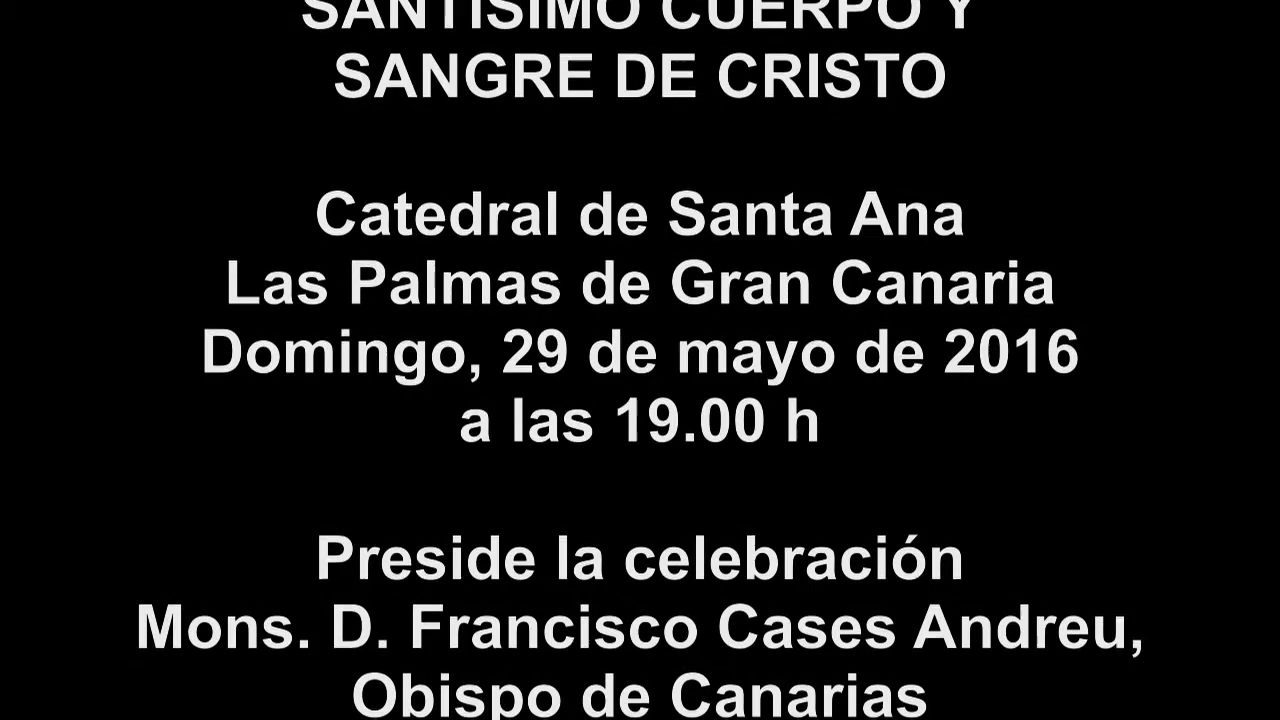 SANTÍSIMO CUERPO Y
SANGRE DE CRISTO
Catedral de Santa Ana
Las Palmas de Gran Canaria
Domingo, 29 de mayo de 2016
a las 19.00 h
Preside la celebración
Mons. D. Francisco Cases Andreu,
Obispo de Canarias